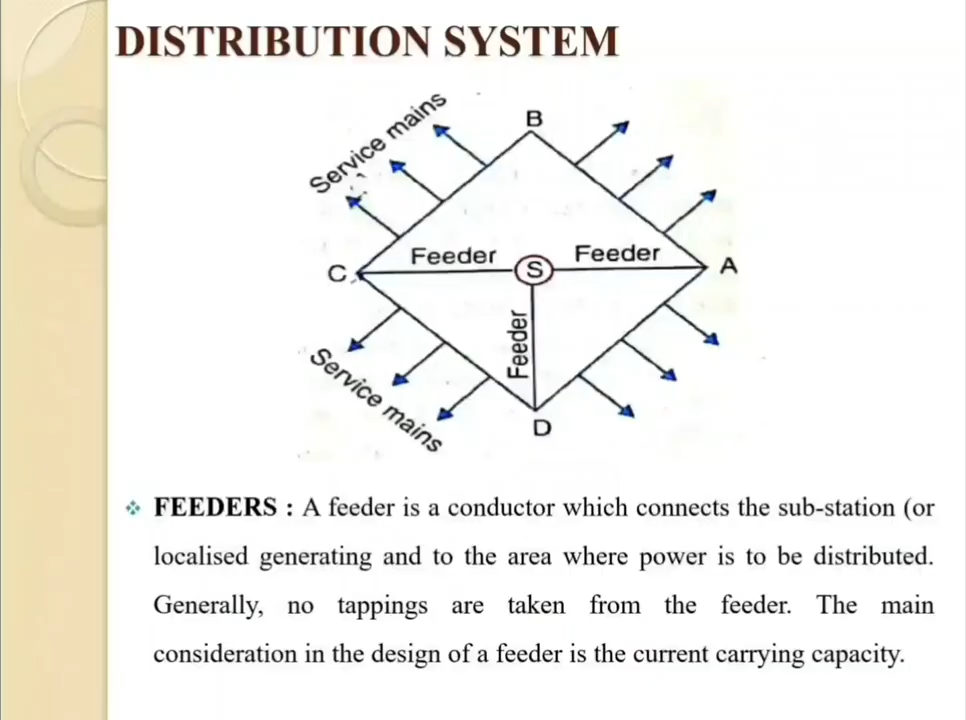 DISTRIBUTION SYSTEM
Service mains
B
Feeder
S
Feeder
C
A
Feeder
Service mains
D
FEEDERS : A feeder is a conductor which connects the sub-station (or
localised generating and to the area where power is to be distributed.
Generally, no tappings are taken from the feeder. The main
consideration in the design of a feeder is the current carrying capacity.